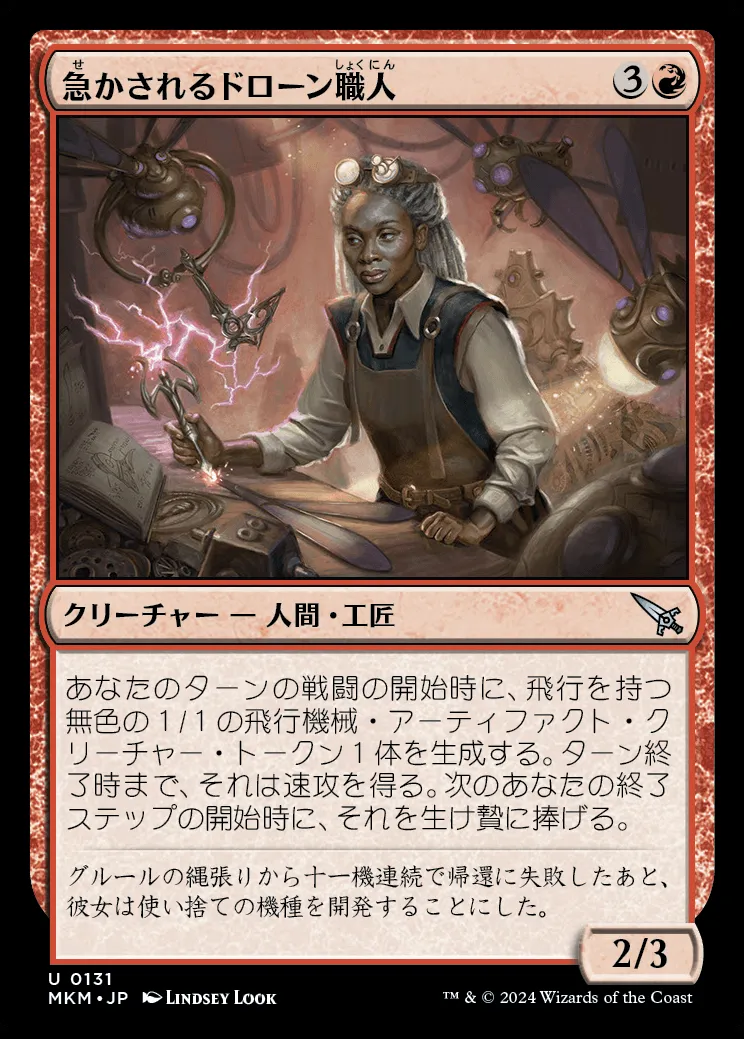 急かされるドローン職人 3
クリーチャー — 人間・工匠
あなたのターンの戦闘の開始時に、飛行を持つ
無色の1/1の飛行機械・アーティファクト・ク
リーチャー・トークン1体を生成する。ターン終
了時まで、それは速攻を得る。次のあなたの終了
ステップの開始時に、それを生け贄に捧げる。
グルールの縄張りから十一機連続で帰還に失敗したあと、
彼女は使い捨ての機種を開発することにした。
2/3
U 0131
MKM • JP Lindsey Look
™ & © 2024 Wizards of the Coast